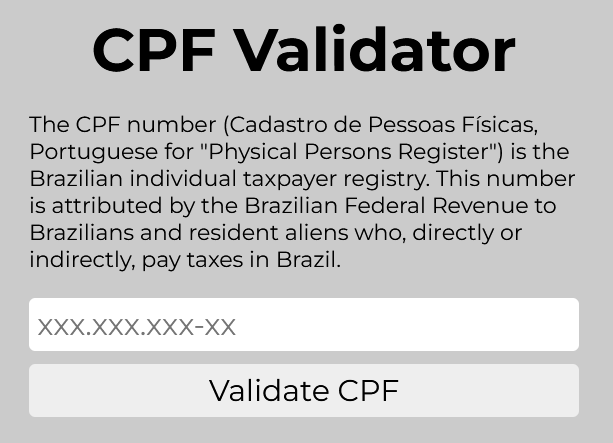 CPF Validator
The CPF number (Cadastro de Pessoas Físicas,
Portuguese for "Physical Persons Register") is the
Brazilian individual taxpayer registry. This number
is attributed by the Brazilian Federal Revenue to
Brazilians and resident aliens who, directly or
indirectly, pay taxes in Brazil.
xxx.xxx.xxx-xx
Validate CPF